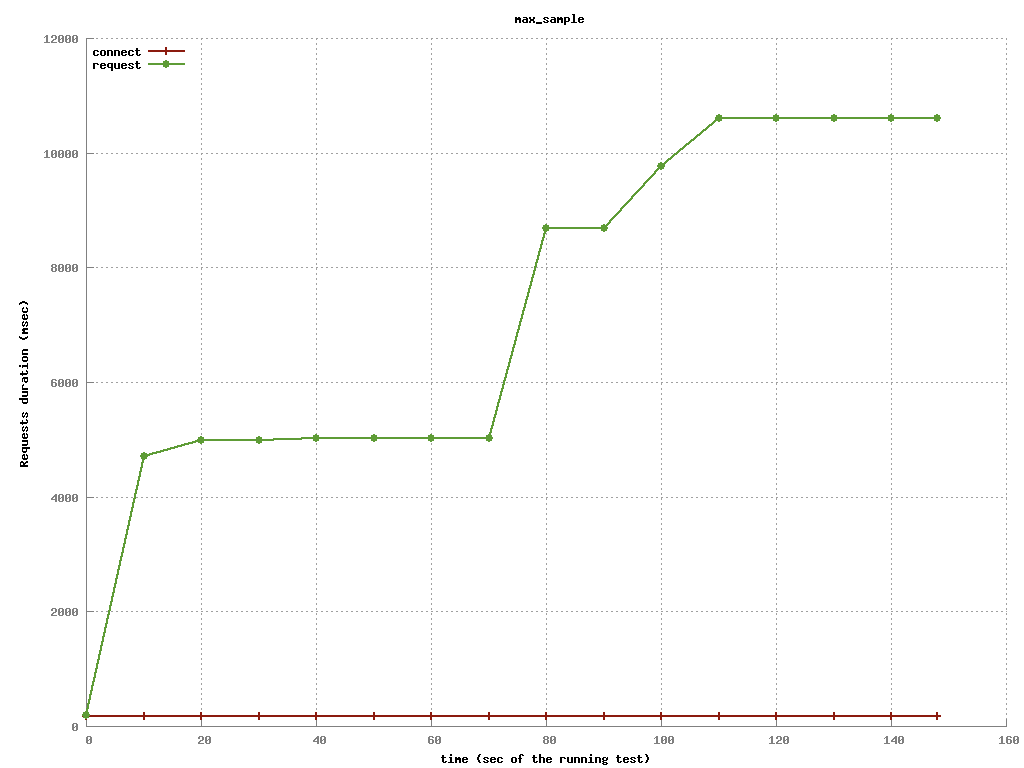 max_sample
connect
request
12000
10000
8000
6000
4000
2000
0
Requests duration (msec)
0 20 40 60 80 100 120 140 160
time (sec of the running test)